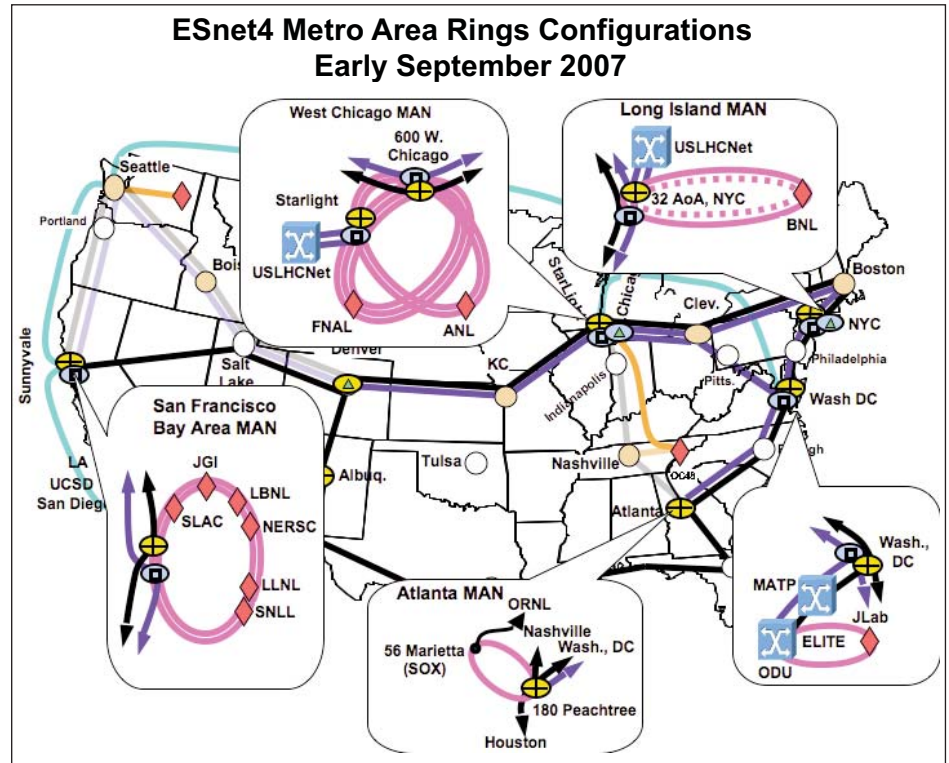 ESnet4 Metro Area Rings Configurations
Early September 2007
West Chicago MAN
600 W.
Chicago
Starlight
USLHCNet
FNAL
ANL
Long Island MAN
USLHCNet
32 AoA, NYC
BNL
Seattle
Portland
Bois
Boston
StarLight
Chicago
Clev.
NYC
Philadelphia
Pitts.
Wash DC
Sunnyvale
Salt
Lake
Denver
KC
Indianapolis
Tulsa
Nashville
OC48
Albuq.
Atlanta
LA
UCSD
San Diego
San Francisco
Bay Area MAN
JGI
LBNL
SLAC
NERSC
LLNL
SNLL
Atlanta MAN
ORNL
Nashville
56 Marietta
(SOX)
Wash., DC
180 Peachtree
Houston
Wash.,
DC
MATP
JLab
ELITE
ODU